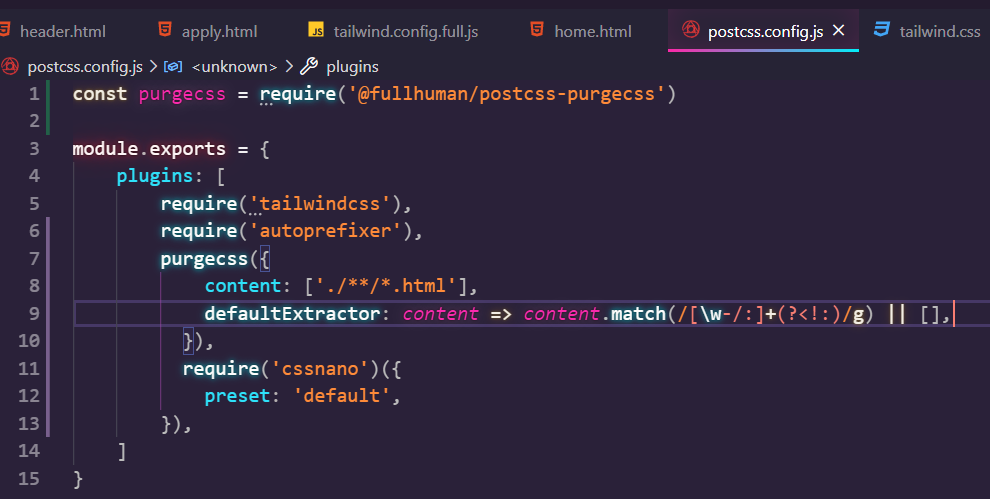 header.html apply.html tailwind.config.full.js home.html postcss.config.js tailwind.css
postcss.config.js > <unknown> > plugins
1 const purgecss = require('@fullhuman/postcss-purgecss')
2
3 module.exports = {
4     plugins: [
5         require('tailwindcss'),
6         require('autoprefixer'),
7         purgecss({
8             content: ['./**/*.html'],
9             defaultExtractor: content => content.match(/[\w-/:]+(?<!:)/g) || [],
10           }),
11           require('cssnano')({
12             preset: 'default',
13         }),
14     ]
15 }